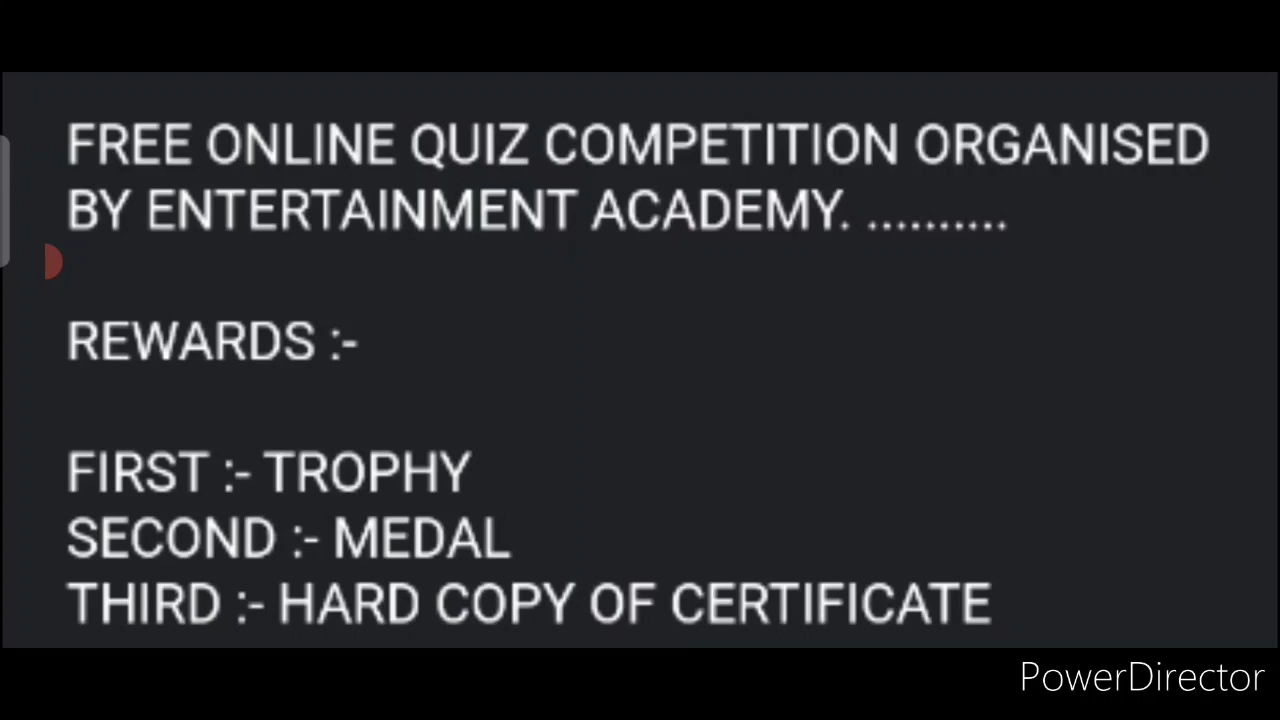 FREE ONLINE QUIZ COMPETITION ORGANISED
BY ENTERTAINMENT ACADEMY. ..........
REWARDS :-
FIRST :- TROPHY
SECOND :- MEDAL
THIRD :- HARD COPY OF CERTIFICATE
PowerDirector